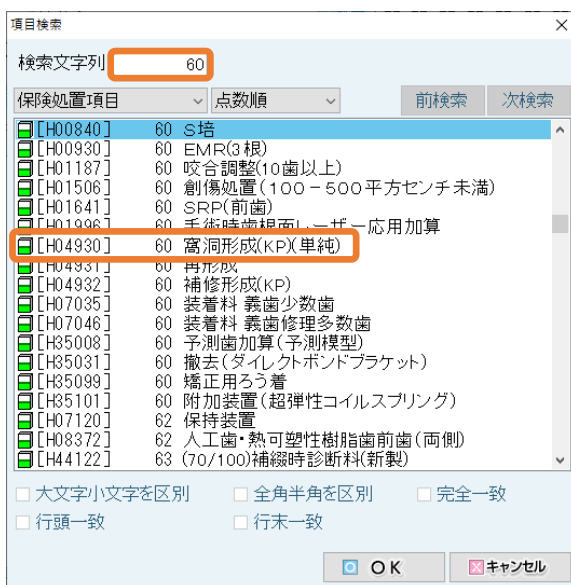 項目検索
検索文字列 60
保険処置項目 点数順 前検索 次検索
[H00840] 60 S培
[H00930] 60 EMR(3根)
[H01187] 60 咬合調整(10歯以上)
[H01506] 60 創傷処置(100-500平方センチ未満)
[H01641] 60 SRP(前歯)
[H01996] 60 手術時歯根面レーザー応用加算
[H04930] 60 窩洞形成(KP)(単純)
[H04931] 60 再形成
[H04932] 60 補修形成(KP)
[H07035] 60 装着料 義歯少数歯
[H07046] 60 装着料 義歯修理多数歯
[H35008] 60 予測歯加算(予測模型)
[H35031] 60 撤去(ダイレクトボンドブラケット)
[H35099] 60 矯正用ろう着
[H35101] 60 附加装置(超弾性コイルスプリング)
[H07120] 62 保持装置
[H08372] 62 人工歯・熱可塑性樹脂歯前歯(両側)
[H44122] 63 (70/100)補綴時診断料(新製)
大文字小文字を区別 全角半角を区別 完全一致
行頭一致 行末一致
OK キャンセル